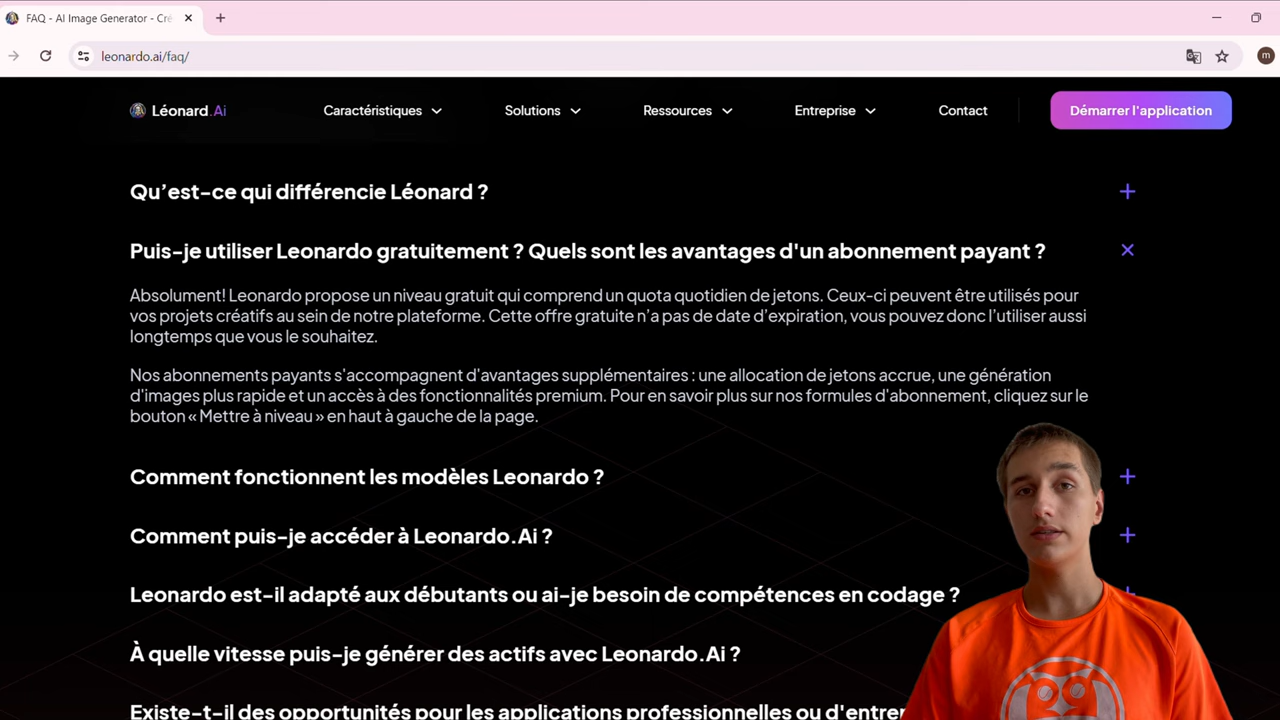 FAQ - AI Image Generator - Cré
leonardo.ai/faq/
m
Léonard.Ai
Caractéristiques
Solutions
Ressources
Entreprise
Contact
Démarrer l'application
Qu’est-ce qui différencie Léonard ?
Puis-je utiliser Leonardo gratuitement ? Quels sont les avantages d'un abonnement payant ?
Absolument! Leonardo propose un niveau gratuit qui comprend un quota quotidien de jetons. Ceux-ci peuvent être utilisés pour
vos projets créatifs au sein de notre plateforme. Cette offre gratuite n’a pas de date d’expiration, vous pouvez donc l’utiliser aussi
longtemps que vous le souhaitez.
Nos abonnements payants s'accompagnent d'avantages supplémentaires : une allocation de jetons accrue, une génération
d'images plus rapide et un accès à des fonctionnalités premium. Pour en savoir plus sur nos formules d'abonnement, cliquez sur le
bouton « Mettre à niveau » en haut à gauche de la page.
Comment fonctionnent les modèles Leonardo ?
Comment puis-je accéder à Leonardo.Ai ?
Leonardo est-il adapté aux débutants ou ai-je besoin de compétences en codage ?
À quelle vitesse puis-je générer des actifs avec Leonardo.Ai ?
Existe-t-il des opportunités pour les applications professionnelles ou d'entrep